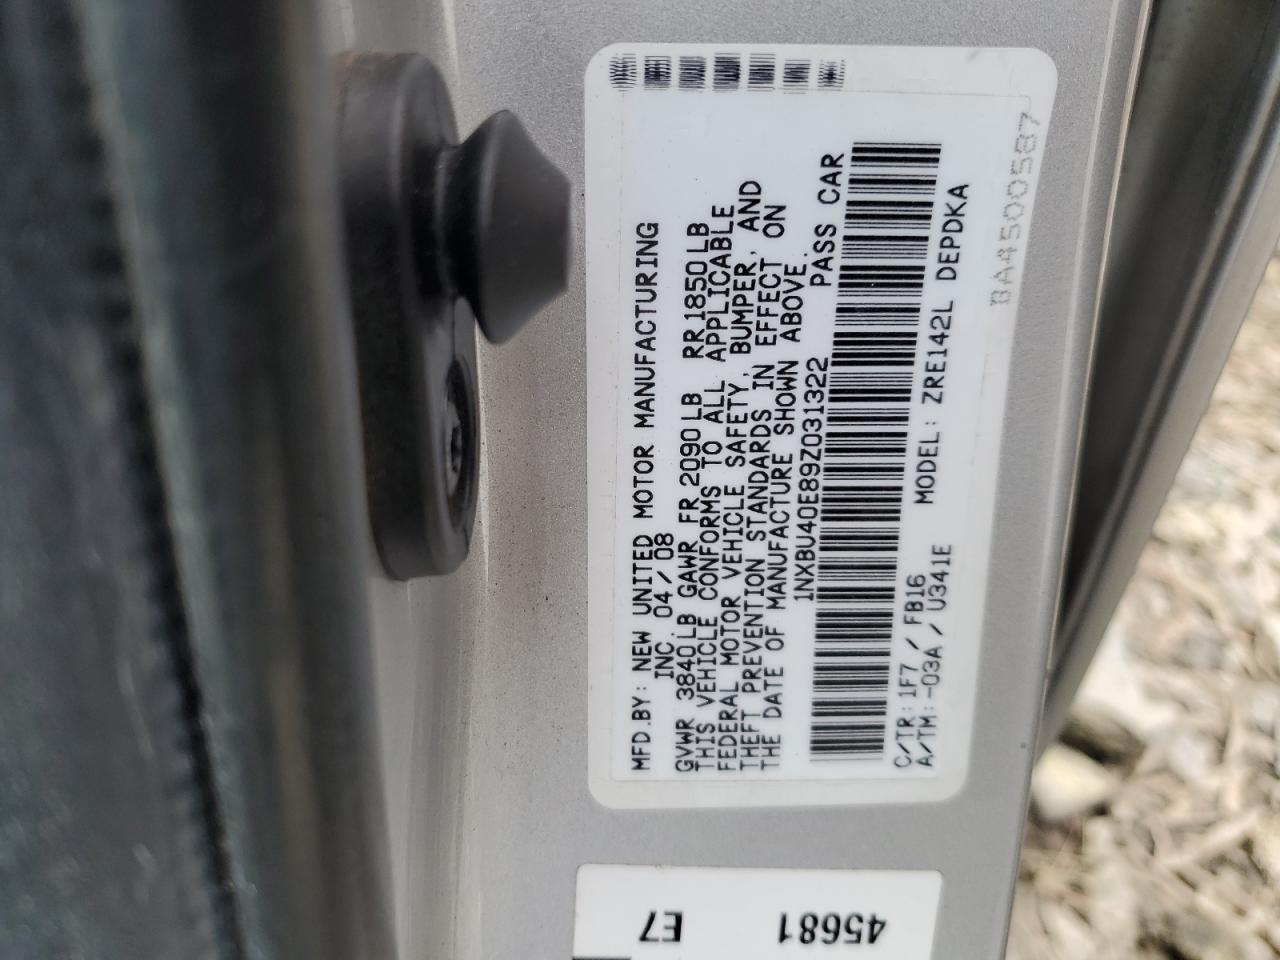 MFD.BY: NEW UNITED MOTOR MANUFACTURING
INC. 04/08
GVWR 3840LB GAWR FR 2090LB RR1850LB
THIS VEHICLE CONFORMS TO ALL APPLICABLE
FEDERAL MOTOR VEHICLE SAFETY, BUMPER, AND
THEFT PREVENTION STANDARDS IN EFFECT ON
THE DATE OF MANUFACTURE SHOWN ABOVE.
1NXBU40E89Z031322 PASS CAR
C/TR: 1F7 / FB16 MODEL: ZRE142L DEPDKA
A/TM: -03A / U341E
BA4500587
45681
E7